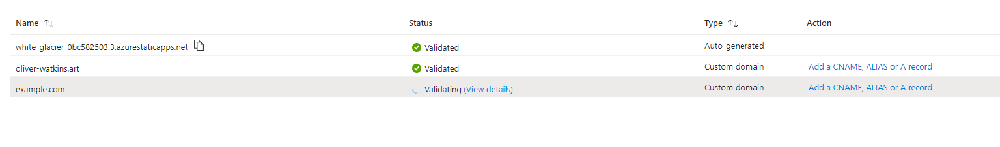 Name ↑↓ Status Type ↑↓ Action
white-glacier-0bc582503.3.azurestaticapps.net Validated Auto-generated
oliver-watkins.art Validated Custom domain Add a CNAME, ALIAS or A record
example.com Validating (View details) Custom domain Add a CNAME, ALIAS or A record